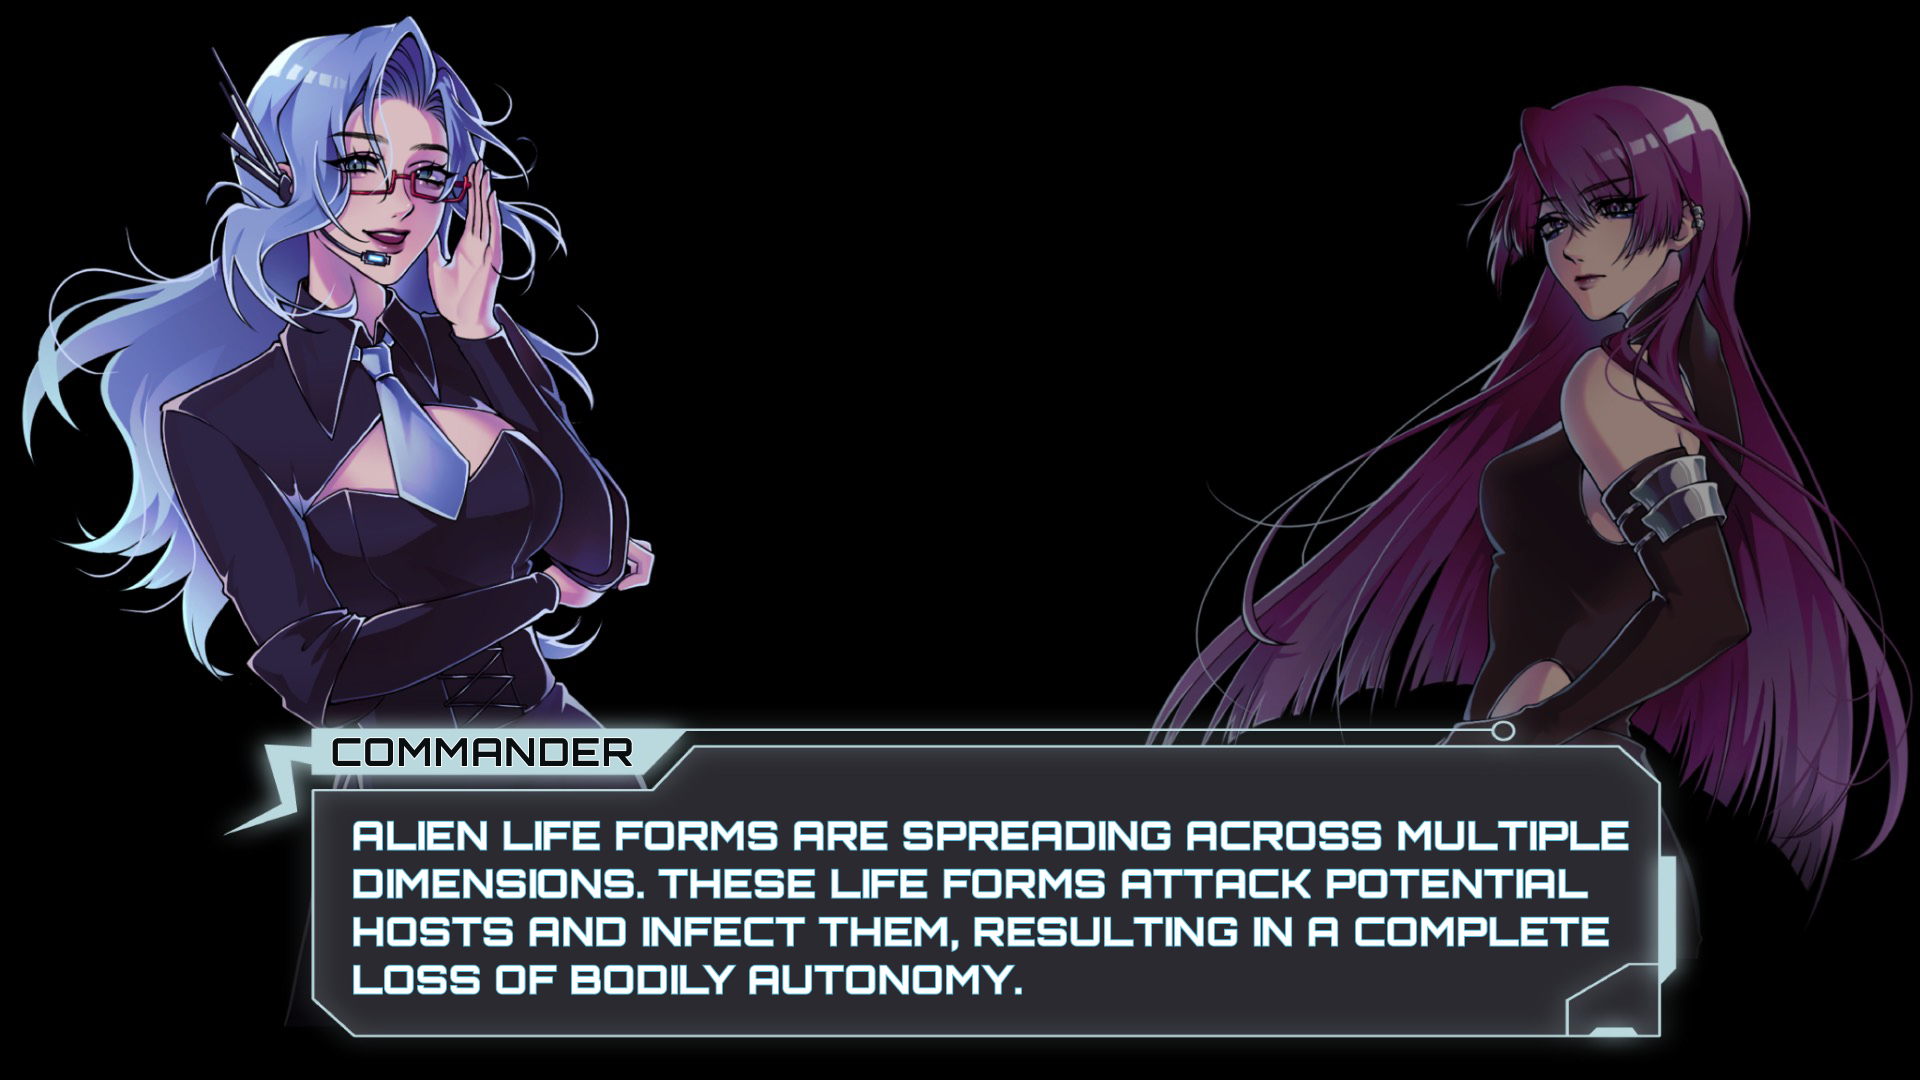 COMMANDER
ALIEN LIFE FORMS ARE SPREADING ACROSS MULTIPLE
DIMENSIONS. THESE LIFE FORMS ATTACK POTENTIAL
HOSTS AND INFECT THEM, RESULTING IN A COMPLETE
LOSS OF BODILY AUTONOMY.